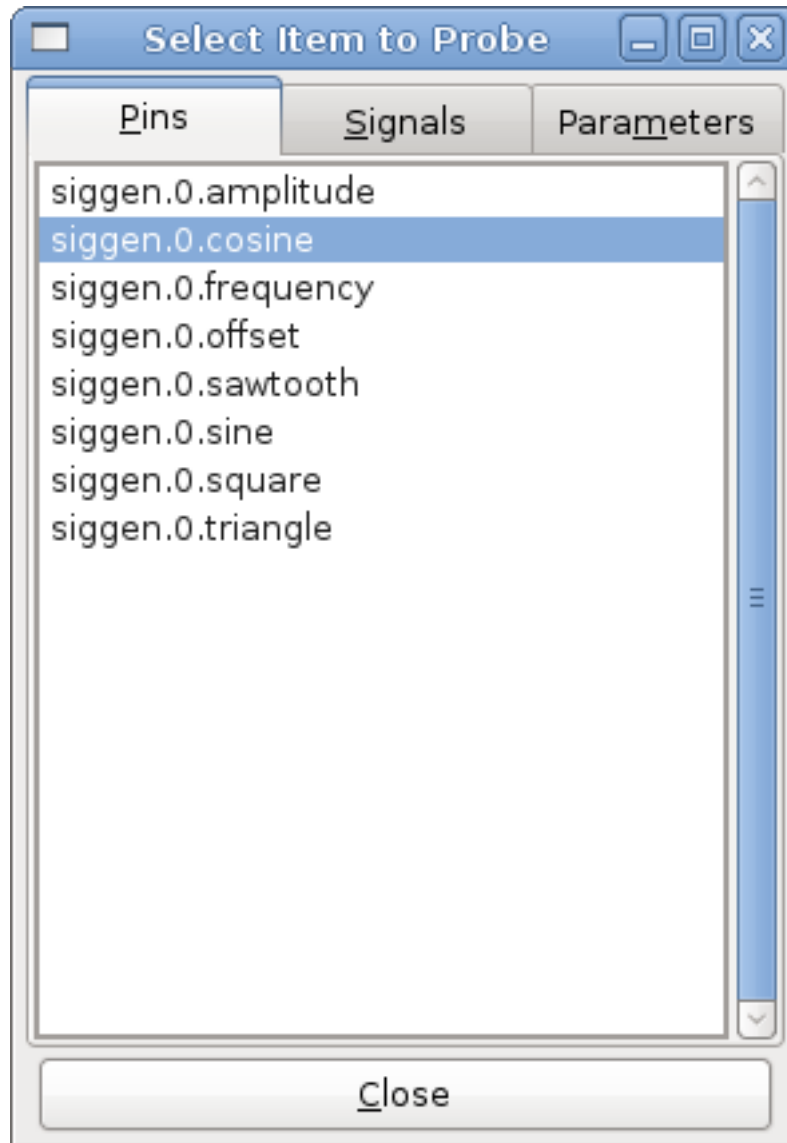 Select Item to Probe
Pins Signals Parameters
siggen.0.amplitude
siggen.0.cosine
siggen.0.frequency
siggen.0.offset
siggen.0.sawtooth
siggen.0.sine
siggen.0.square
siggen.0.triangle
Close